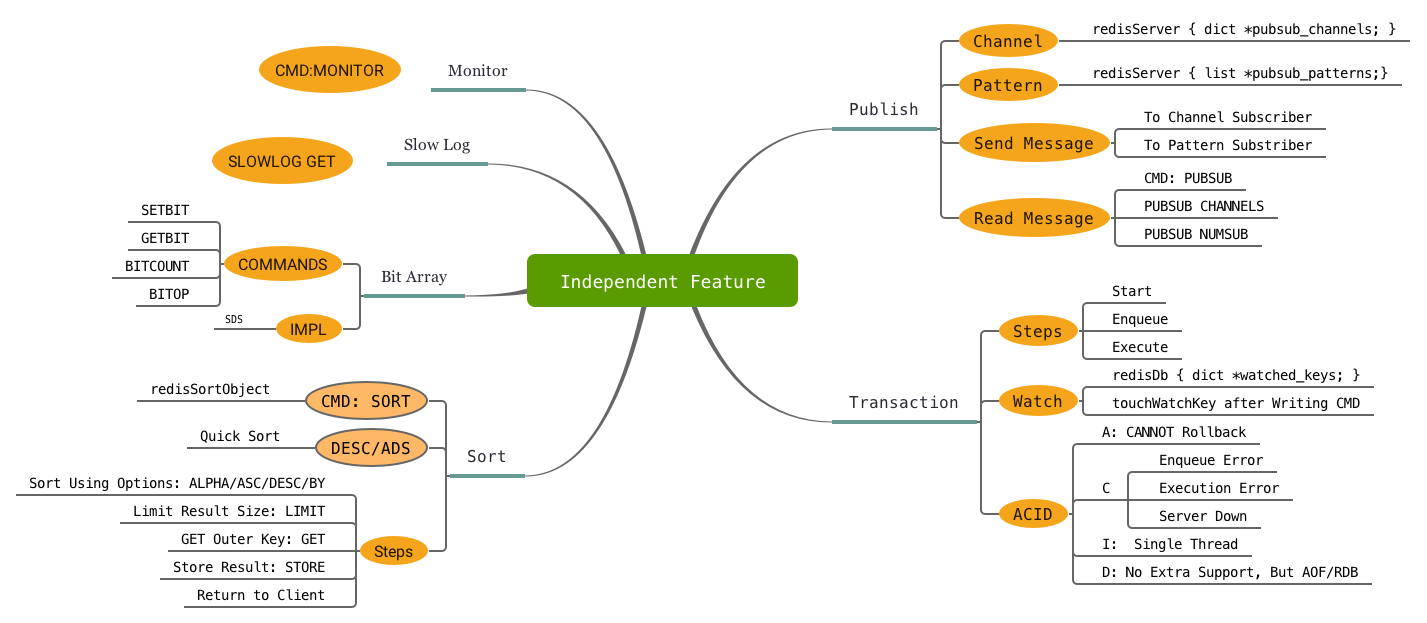 Independent Feature
Monitor
CMD:MONITOR
Slow Log
SLOWLOG GET
Bit Array
COMMANDS
SETBIT
GETBIT
BITCOUNT
BITOP
IMPL
SDS
Sort
CMD: SORT
redisSortObject
DESC/ADS
Quick Sort
Steps
Sort Using Options: ALPHA/ASC/DESC/BY
Limit Result Size: LIMIT
GET Outer Key: GET
Store Result: STORE
Return to Client
Publish
Channel
redisServer { dict *pubsub_channels; }
Pattern
redisServer { list *pubsub_patterns;}
Send Message
To Channel Subscriber
To Pattern Substriber
Read Message
CMD: PUBSUB
PUBSUB CHANNELS
PUBSUB NUMSUB
Transaction
Steps
Start
Enqueue
Execute
Watch
redisDb { dict *watched_keys; }
touchWatchKey after Writing CMD
ACID
A: CANNOT Rollback
C
Enqueue Error
Execution Error
Server Down
I:  Single Thread
D: No Extra Support, But AOF/RDB